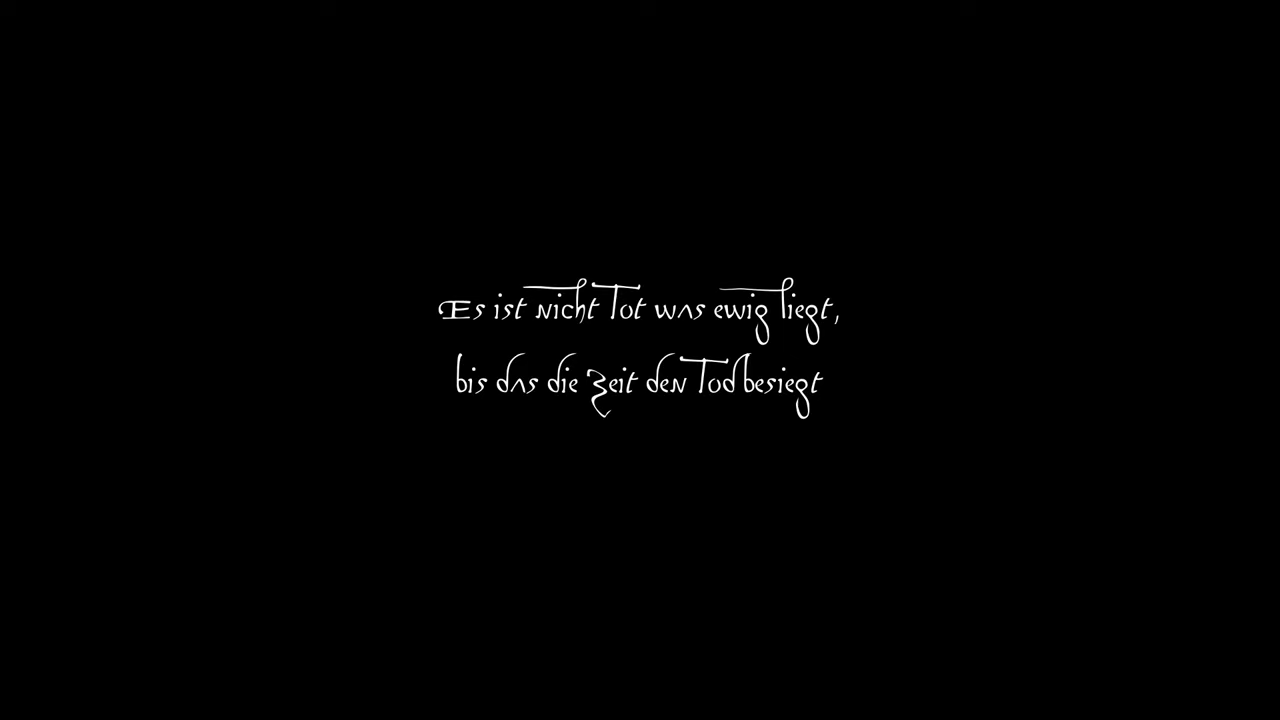 Es ist nicht Tot was ewig liegt,
bis das die Zeit den Tod besiegt